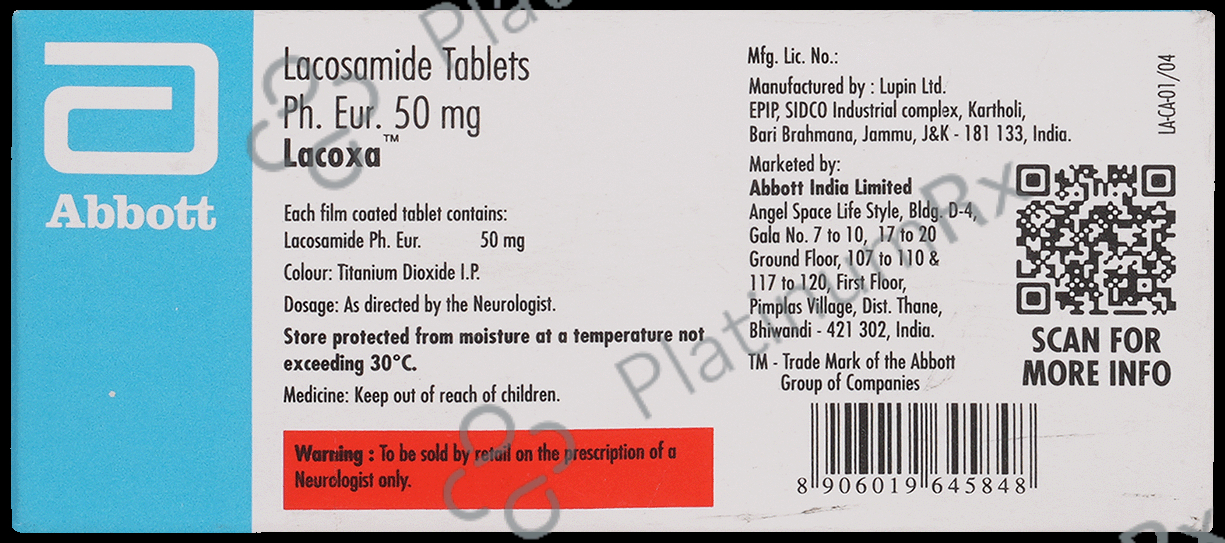 Abbott
Lacosamide Tablets
Ph. Eur. 50 mg
Lacoxa™
Each film coated tablet contains:
Lacosamide Ph. Eur. 50 mg
Colour: Titanium Dioxide I.P.
Dosage: As directed by the Neurologist.
Store protected from moisture at a temperature not
exceeding 30°C.
Medicine: Keep out of reach of children.
Warning : To be sold by retail on the prescription of a
Neurologist only.
Mfg. Lic. No.:
Manufactured by : Lupin Ltd.
EPIP, SIDCO Industrial complex, Kartholi,
Bari Brahmana, Jammu, J&K - 181 133, India.
Marketed by:
Abbott India Limited
Angel Space Life Style, Bldg. D-4,
Gala No. 7 to 10, 17 to 20
Ground Floor, 107 to 110 &
117 to 120, First Floor,
Pimplas Village, Dist. Thane,
Bhiwandi - 421 302, India.
TM - Trade Mark of the Abbott
Group of Companies
LA-CA-01/04
SCAN FOR
MORE INFO
8 906019 645848
PlatinumRx
Platinum
PlatinumRx
Rx